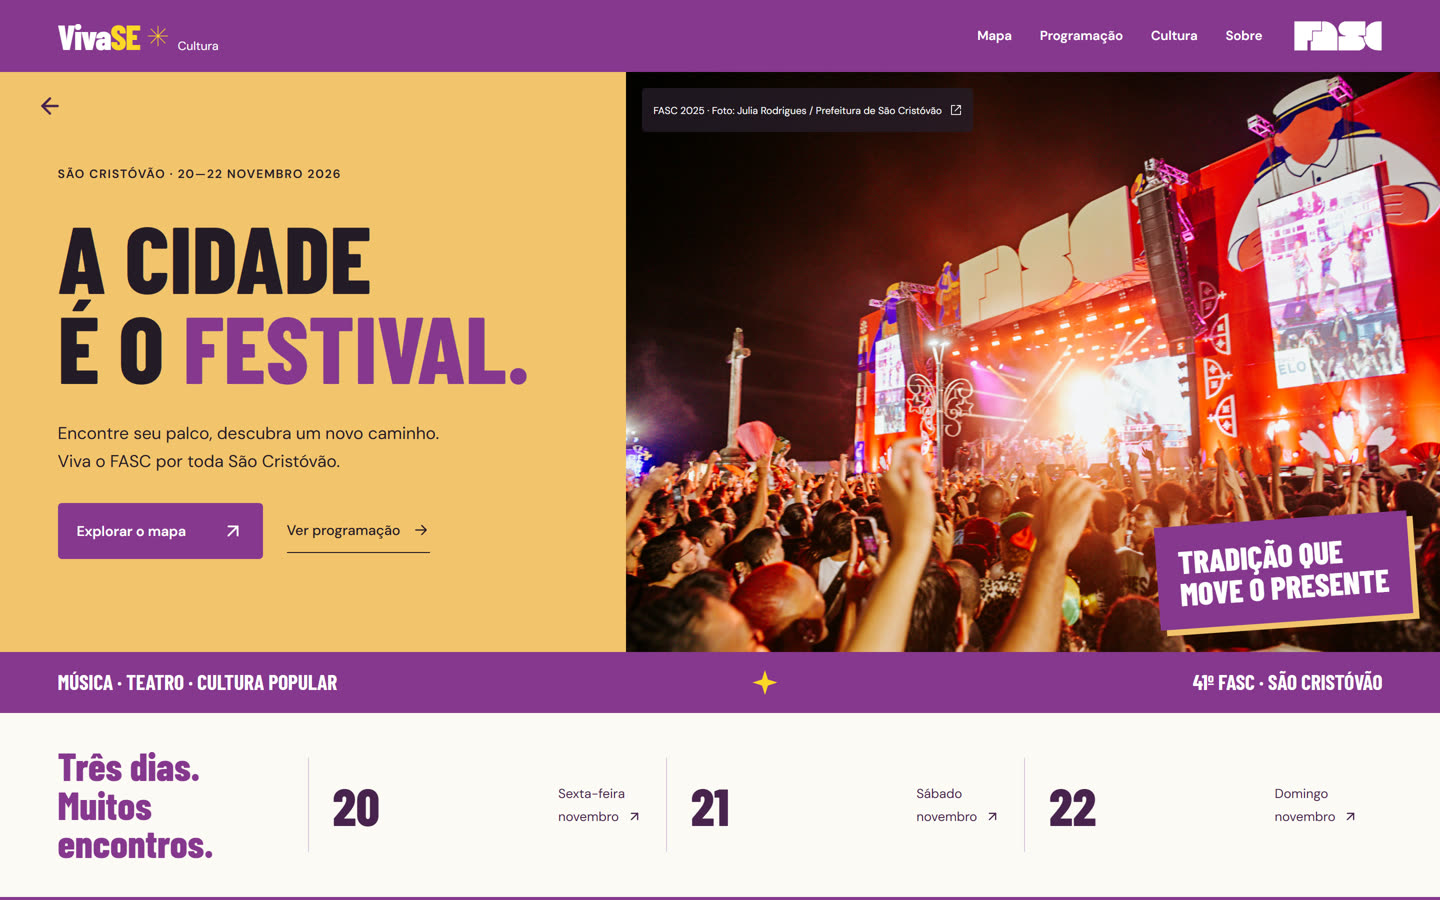 VivaSE
Cultura
Mapa
Programação
Cultura
Sobre
FASC
FASC 2025 · Foto: Julia Rodrigues / Prefeitura de São Cristóvão
SÃO CRISTÓVÃO · 20—22 NOVEMBRO 2026
A CIDADE
É O FESTIVAL.
Encontre seu palco, descubra um novo caminho.
Viva o FASC por toda São Cristóvão.
Explorar o mapa
Ver programação
FASC
ELO
TRADIÇÃO QUE
MOVE O PRESENTE
MÚSICA · TEATRO · CULTURA POPULAR
41º FASC · SÃO CRISTÓVÃO
Três dias.
Muitos
encontros.
20
Sexta-feira
novembro
21
Sábado
novembro
22
Domingo
novembro